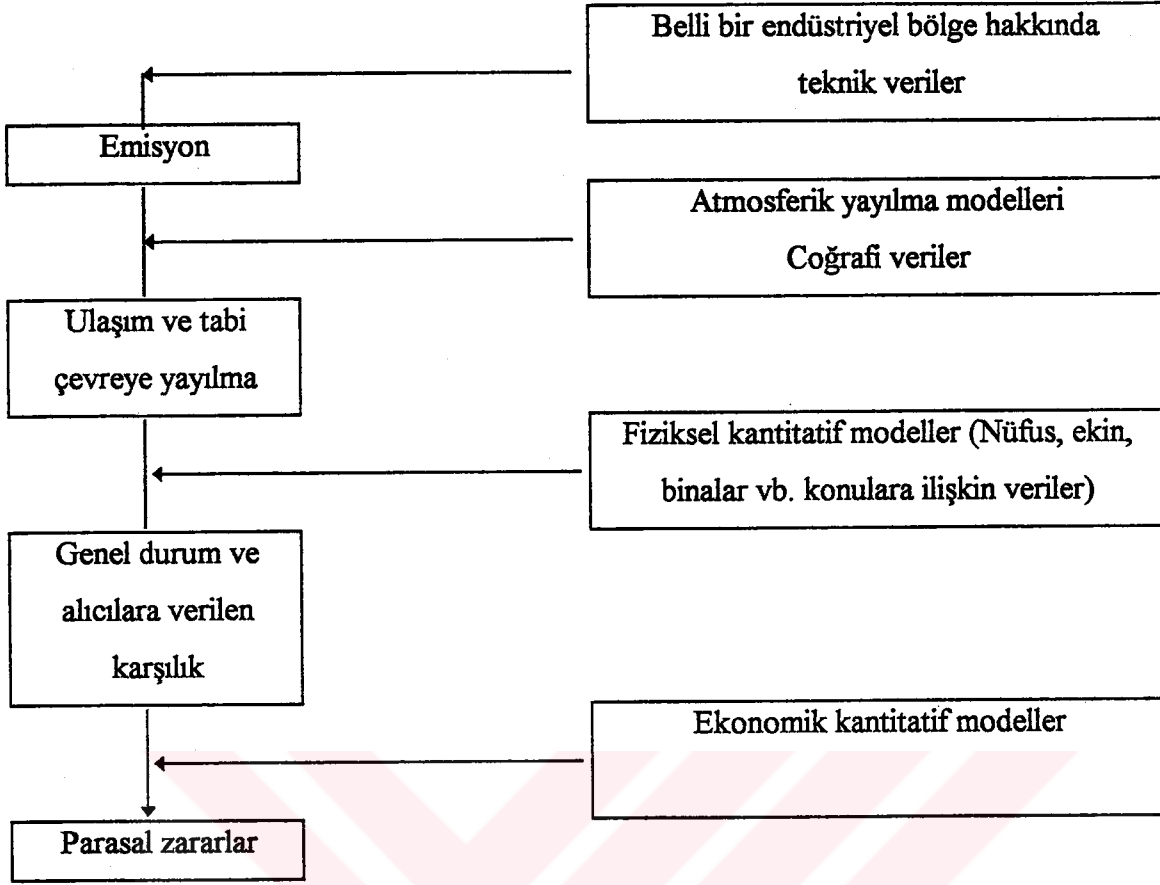 Belli bir endüstriyel bölge hakkında
teknik veriler
Emisyon
Atmosferik yayılma modelleri
Coğrafi veriler
Ulaşım ve tabi
çevreye yayılma
Fiziksel kantitatif modeller (Nüfus, ekin,
binalar vb. konulara ilişkin veriler)
Genel durum ve
alıcılara verilen
karşılık
Ekonomik kantitatif modeller
Parasal zararlar